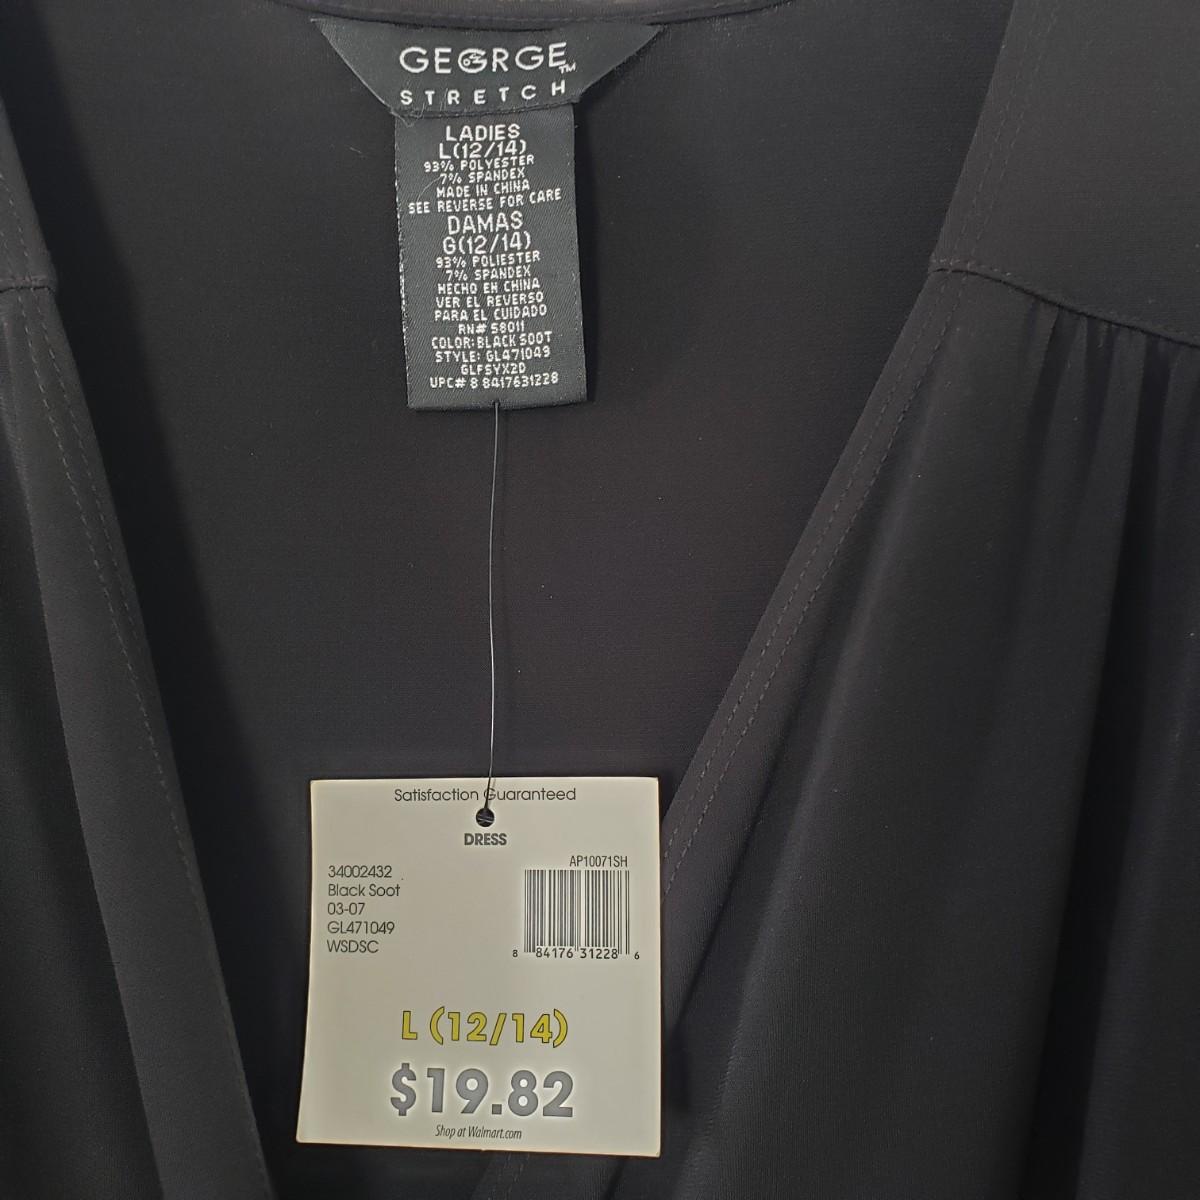 GEORGE™
STRETCH
LADIES
L(12/14)
93% POLYESTER
7% SPANDEX
MADE IN CHINA
SEE REVERSE FOR CARE
DAMAS
G(12/14)
93% POLIESTER
7% SPANDEX
HECHO EN CHINA
VER EL REVERSO
PARA EL CUIDADO
RN# 58011
COLOR: BLACK SOOT
STYLE: GL471049
GLFSYX2D
UPC# 8 8417631228
Satisfaction Guaranteed
DRESS
AP10071SH
34002432
Black Soot
03-07
GL471049
WSDSC
8 84176 31228 6
L (12/14)
$19.82
Shop at Walmart.com